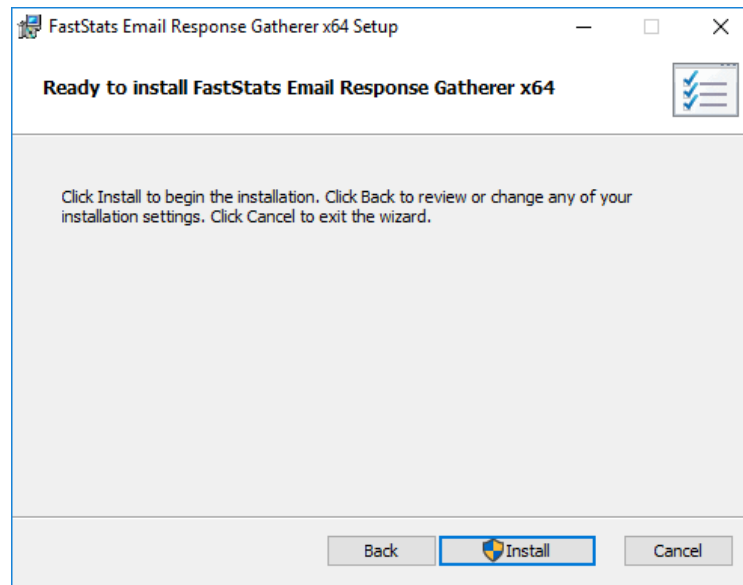 FastStats Email Response Gatherer x64 Setup
Ready to install FastStats Email Response Gatherer x64
Click Install to begin the installation. Click Back to review or change any of your
installation settings. Click Cancel to exit the wizard.
Back Install Cancel